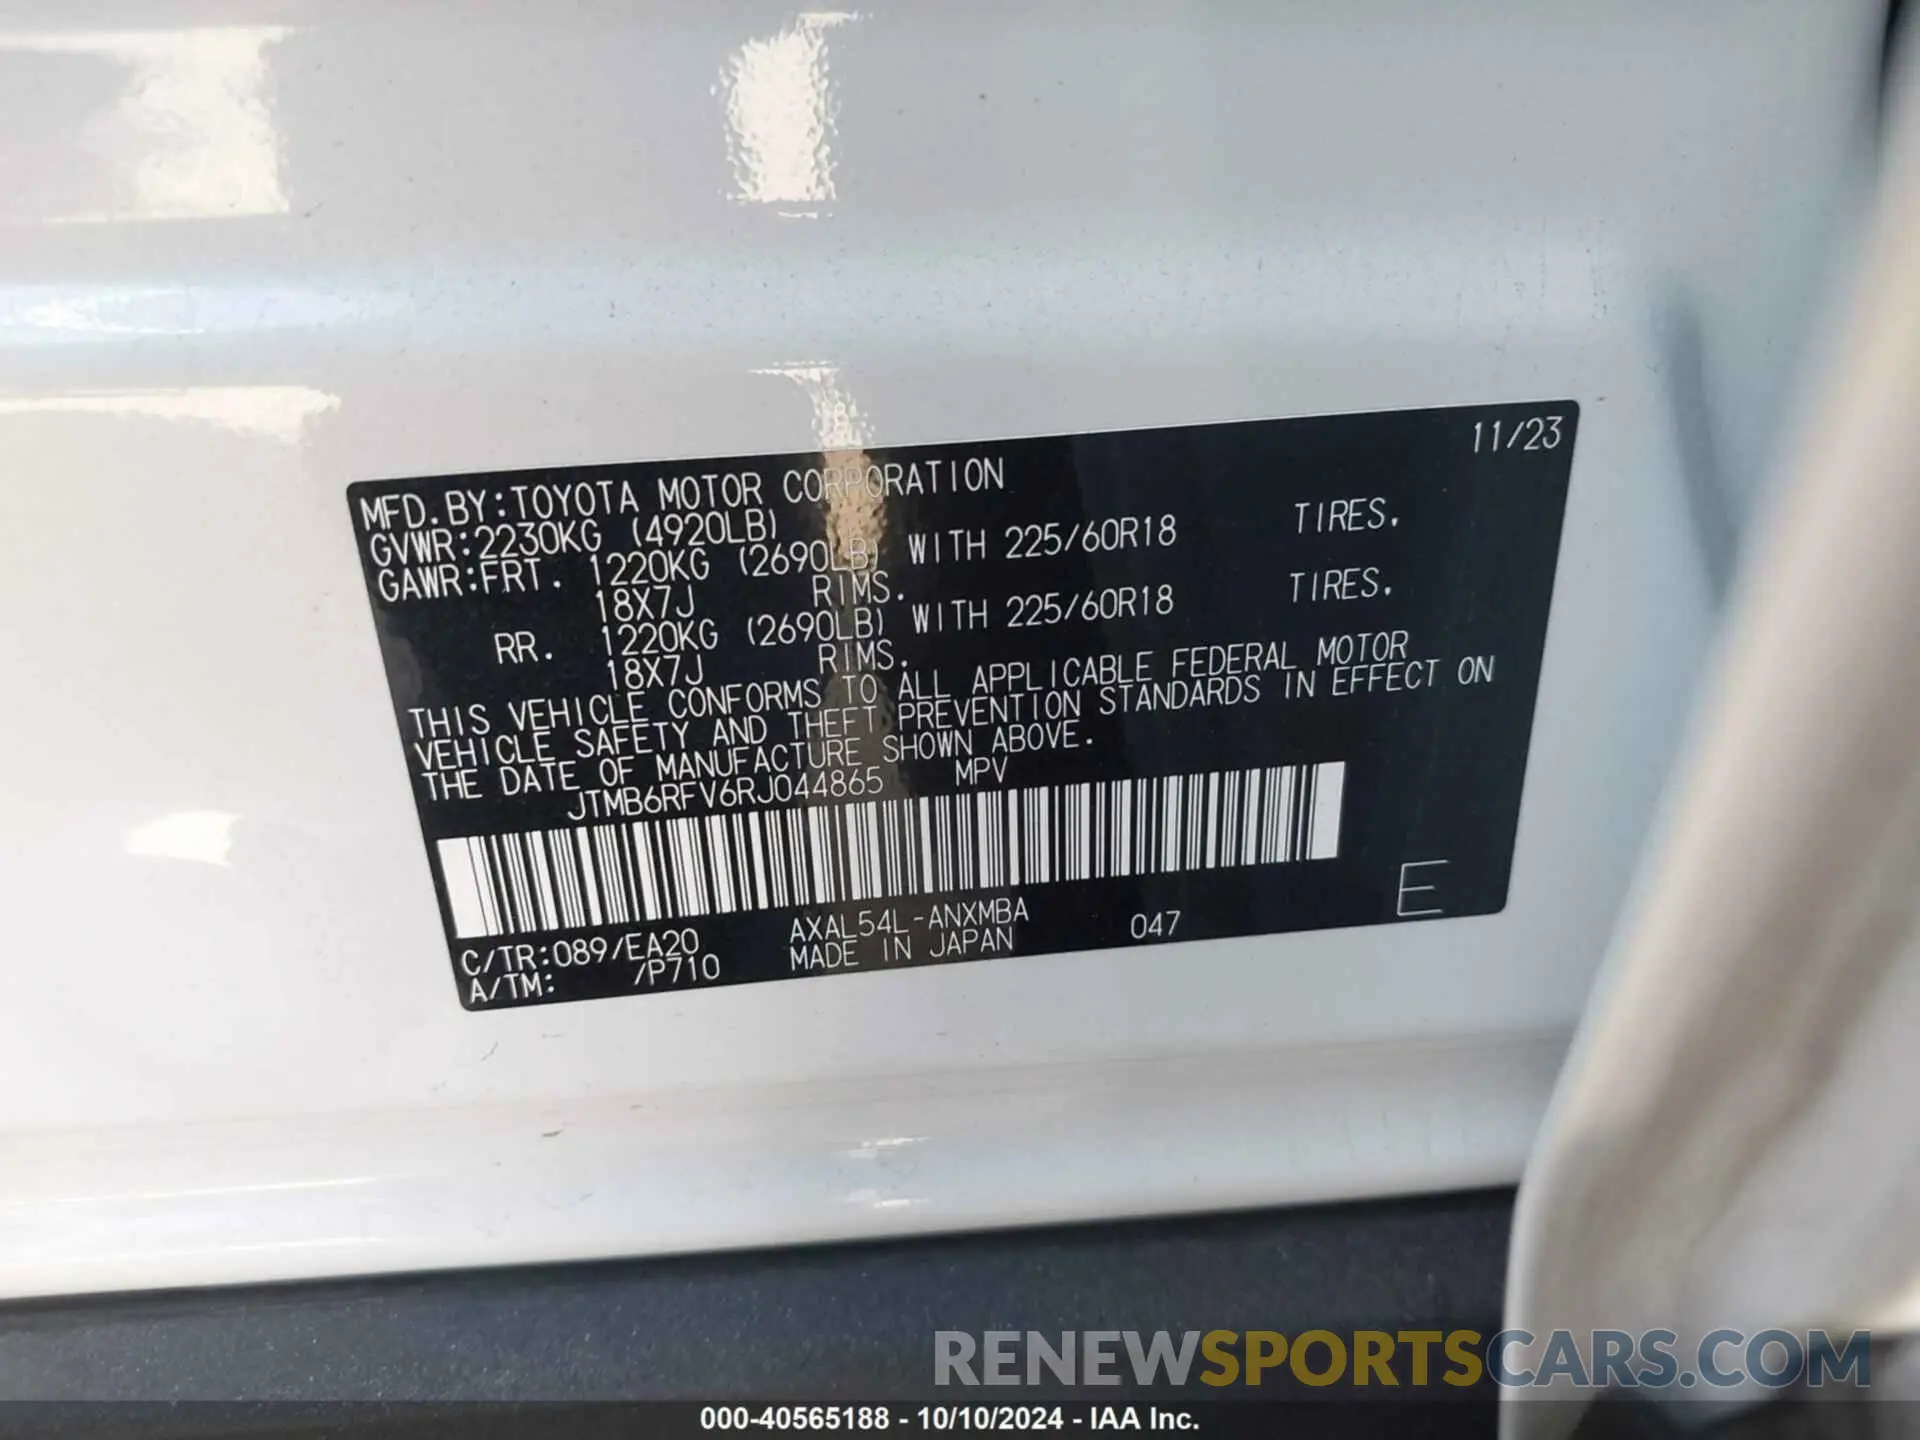 11/23
MFD. BY: TOYOTA MOTOR CORPORATION
GVWR: 2230KG (4920LB)
GAWR: FRT. 1220KG (2690LB) WITH 225/60R18 TIRES.
18X7J RIMS.
RR. 1220KG (2690LB) WITH 225/60R18 TIRES.
18X7J RIMS.
THIS VEHICLE CONFORMS TO ALL APPLICABLE FEDERAL MOTOR
VEHICLE SAFETY AND THEFT PREVENTION STANDARDS IN EFFECT ON
THE DATE OF MANUFACTURE SHOWN ABOVE.
JTMB6RFV6RJ044865 MPV
E
C/TR: 089/EA20 AXAL54L-ANXMBA 047
A/TM: /P710 MADE IN JAPAN
RENEWSPORTSCARS.COM
000-40565188 - 10/10/2024 - IAA Inc.